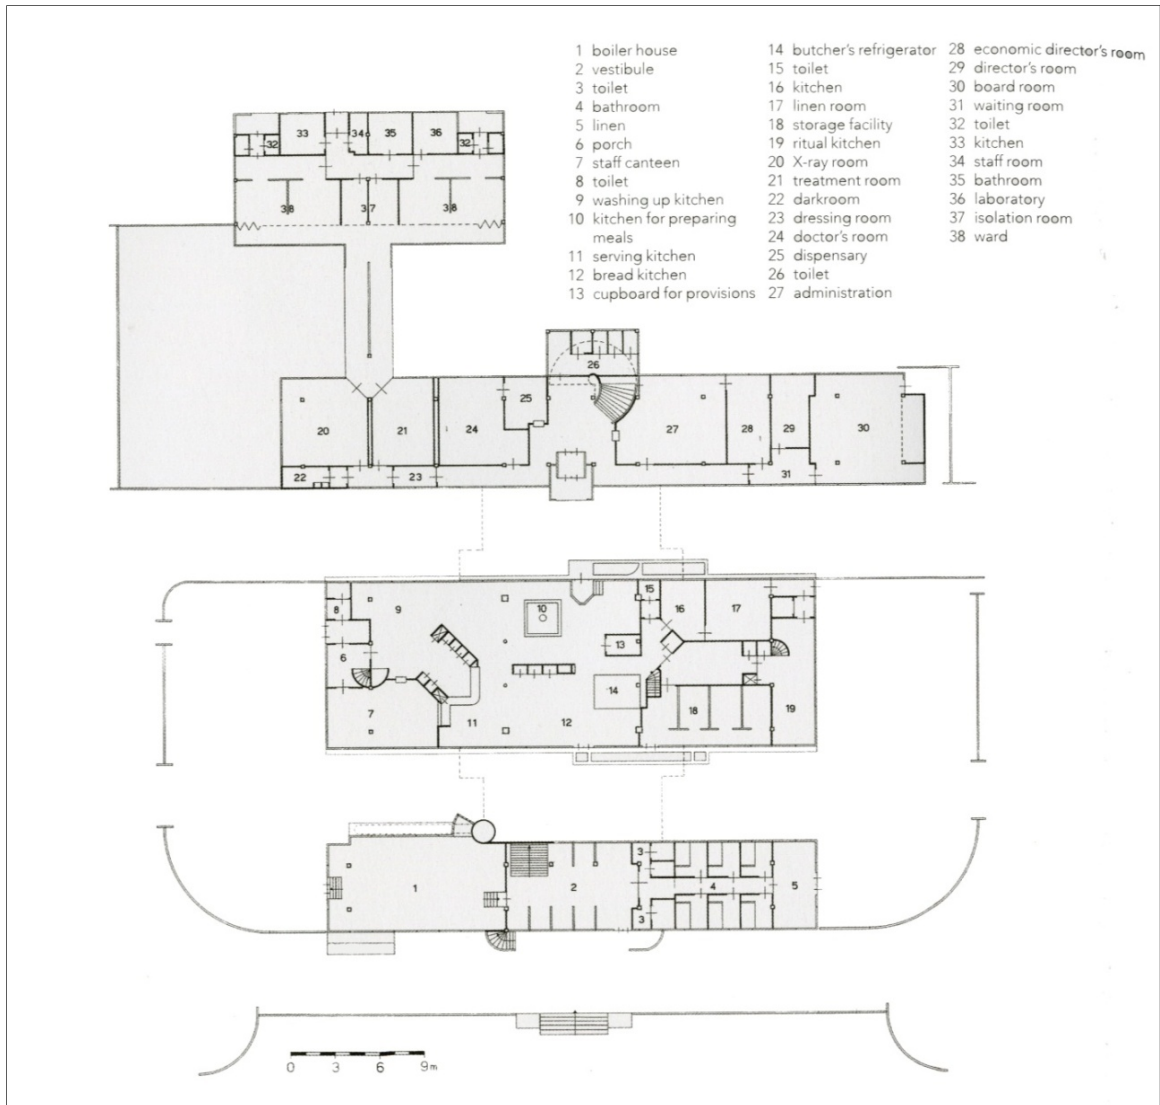 1 boiler house
2 vestibule
3 toilet
4 bathroom
5 linen
6 porch
7 staff canteen
8 toilet
9 washing up kitchen
10 kitchen for preparing
meals
11 serving kitchen
12 bread kitchen
13 cupboard for provisions
14 butcher's refrigerator
15 toilet
16 kitchen
17 linen room
18 storage facility
19 ritual kitchen
20 X-ray room
21 treatment room
22 darkroom
23 dressing room
24 doctor's room
25 dispensary
26 toilet
27 administration
28 economic director's room
29 director's room
30 board room
31 waiting room
32 toilet
33 kitchen
34 staff room
35 bathroom
36 laboratory
37 isolation room
38 ward
32 33 34 35 36 32
38 37 38
26
25
20 21 24 27 28 29 30
22 23 31
8 9 10 15 16 17
6 13
14
7 11 12 18 19
3
1 2 4 5
3
0 3 6 9m